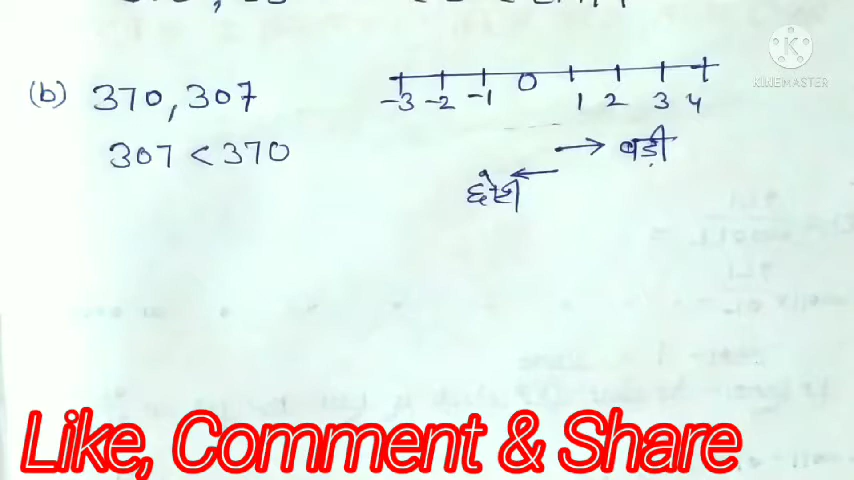 (b) 370, 307
307 < 370
-3 -2 -1 0 1 2 3 4
→ बड़ी
←
KINEMASTER
Like, Comment & Share